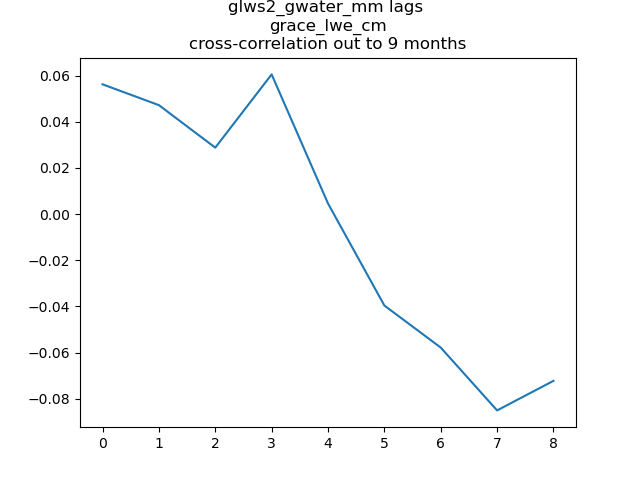 glws2_gwater_mm lags
grace_lwe_cm
cross-correlation out to 9 months
0.06
0.04
0.02
0.00
−0.02
−0.04
−0.06
−0.08
0 1 2 3 4 5 6 7 8